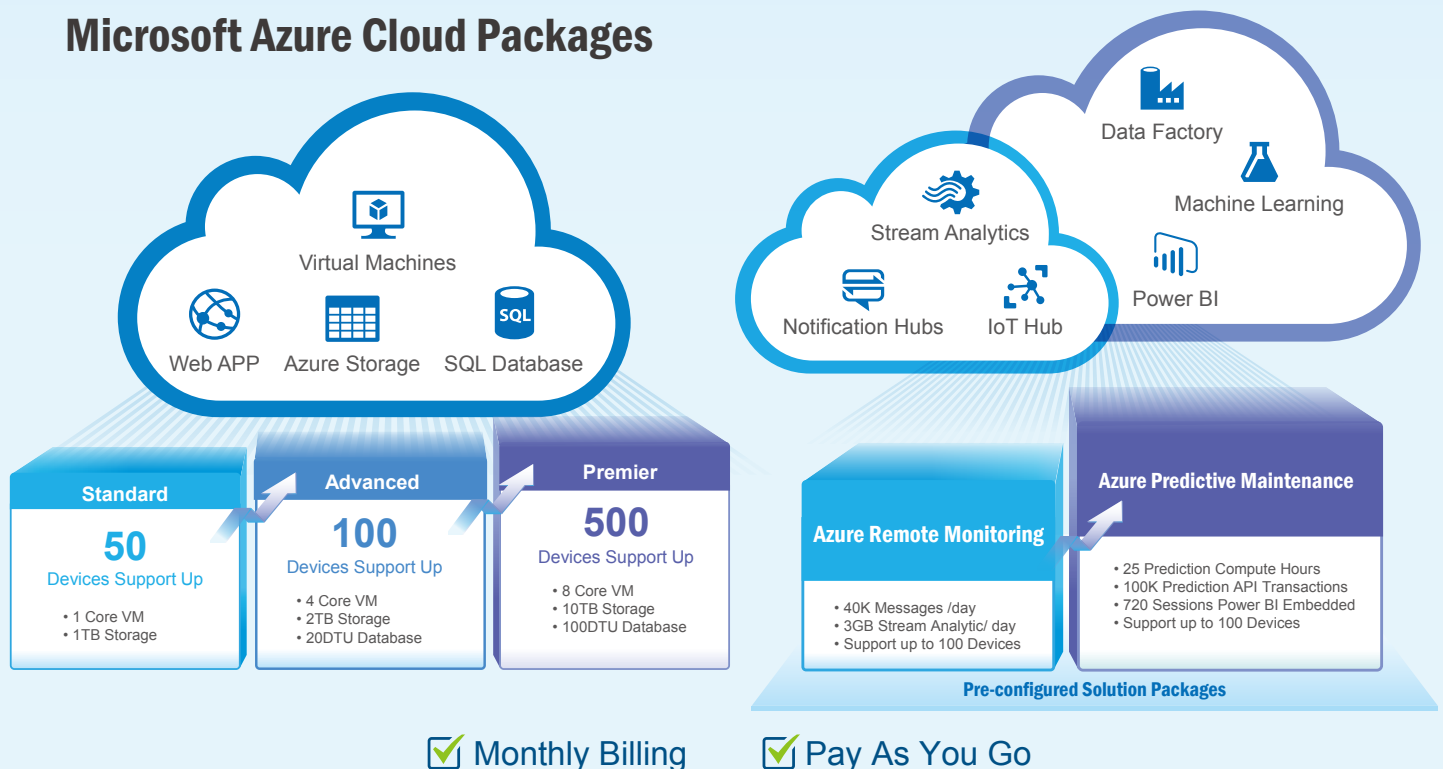 Microsoft Azure Cloud Packages
Virtual Machines
Web APP
Azure Storage
SQL
SQL Database
Standard
50
Devices Support Up
• 1 Core VM
• 1TB Storage
Advanced
100
Devices Support Up
• 4 Core VM
• 2TB Storage
• 20DTU Database
Premier
500
Devices Support Up
• 8 Core VM
• 10TB Storage
• 100DTU Database
Data Factory
Machine Learning
Power BI
Stream Analytics
Notification Hubs
IoT Hub
Azure Remote Monitoring
• 40K Messages /day
• 3GB Stream Analytic/ day
• Support up to 100 Devices
Azure Predictive Maintenance
• 25 Prediction Compute Hours
• 100K Prediction API Transactions
• 720 Sessions Power BI Embedded
• Support up to 100 Devices
Pre-configured Solution Packages
Monthly Billing
Pay As You Go